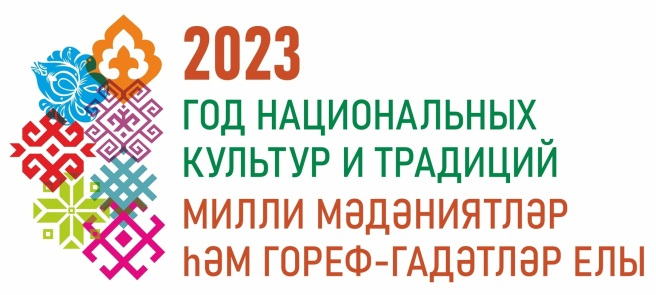 2023
ГОД НАЦИОНАЛЬНЫХ
КУЛЬТУР И ТРАДИЦИЙ
МИЛЛИ МӘДӘНИЯТЛӘР
ҺӘМ ГОРЕФ-ГАДӘТЛӘР ЕЛЫ